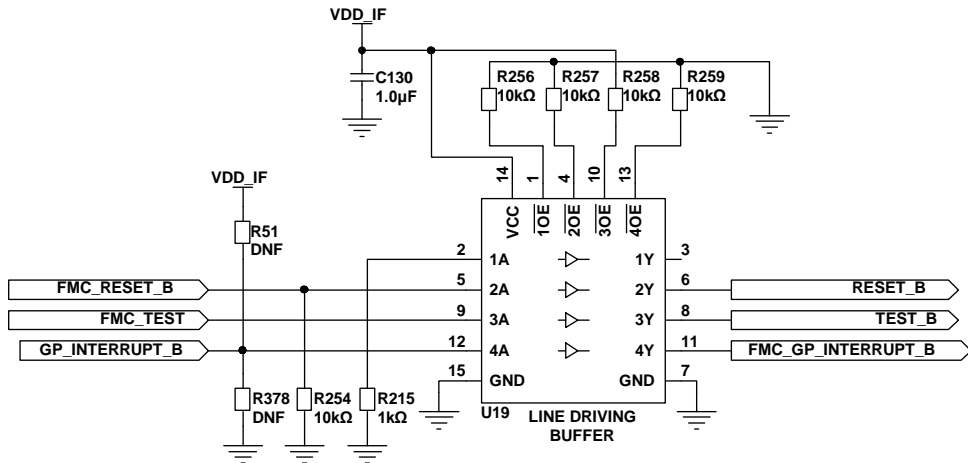 VDD_IF
C130
1.0µF
R256
10kΩ
R257
10kΩ
R258
10kΩ
R259
10kΩ
14
1
4
10
13
VDD_IF
R51
DNF
VCC
1OE
2OE
3OE
4OE
2
1A
1Y
3
FMC_RESET_B
5
2A
2Y
6
RESET_B
FMC_TEST
9
3A
3Y
8
TEST_B
GP_INTERRUPT_B
12
4A
4Y
11
FMC_GP_INTERRUPT_B
15
GND
GND
7
R378
DNF
R254
10kΩ
R215
1kΩ
U19
LINE DRIVING
BUFFER